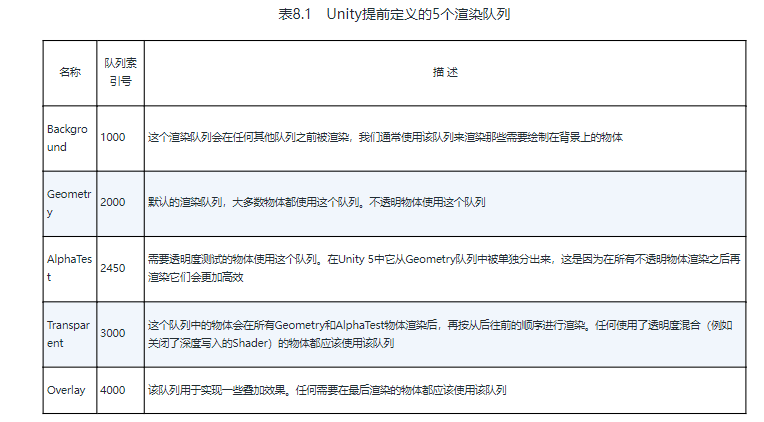 表8.1 Unity提前定义的5个渲染队列
名称
队列索
引号
描 述
Backgro
und
1000
这个渲染队列会在任何其他队列之前被渲染，我们通常使用该队列来渲染那些需要绘制在背景上的物体
Geometr
y
2000
默认的渲染队列，大多数物体都使用这个队列。不透明物体使用这个队列
AlphaTes
t
2450
需要透明度测试的物体使用这个队列。在Unity 5中它从Geometry队列中被单独分出来，这是因为在所有不透明物体渲染之后再
渲染它们会更加高效
Transpar
ent
3000
这个队列中的物体会在所有Geometry和AlphaTest物体渲染后，再按从后往前的顺序进行渲染。任何使用了透明度混合（例如
关闭了深度写入的Shader）的物体都应该使用该队列
Overlay
4000
该队列用于实现一些叠加效果。任何需要在最后渲染的物体都应该使用该队列